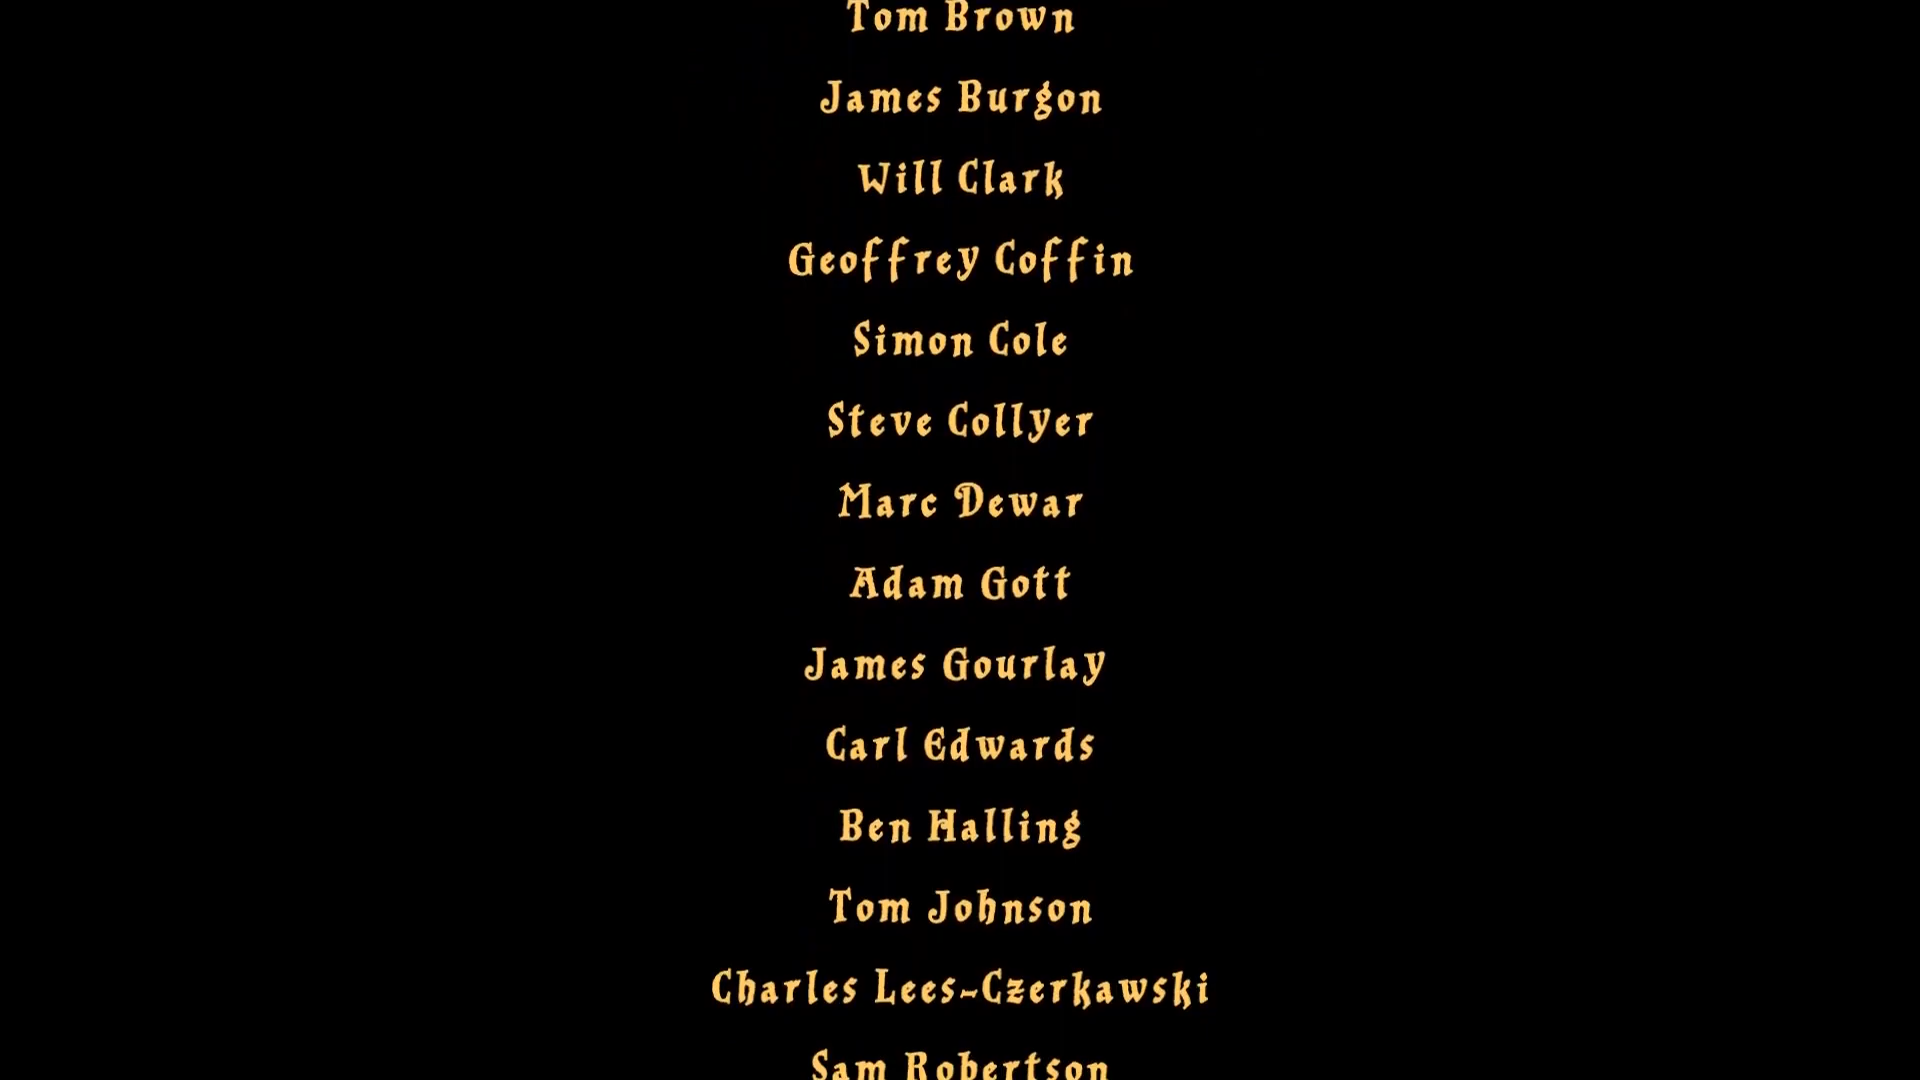 Tom Brown
James Burgon
Will Clark
Geoffrey Coffin
Simon Cole
Steve Collyer
Marc Dewar
Adam Gott
James Gourlay
Carl Edwards
Ben Halling
Tom Johnson
Charles Lees-Czerkawski
Sam Robertson